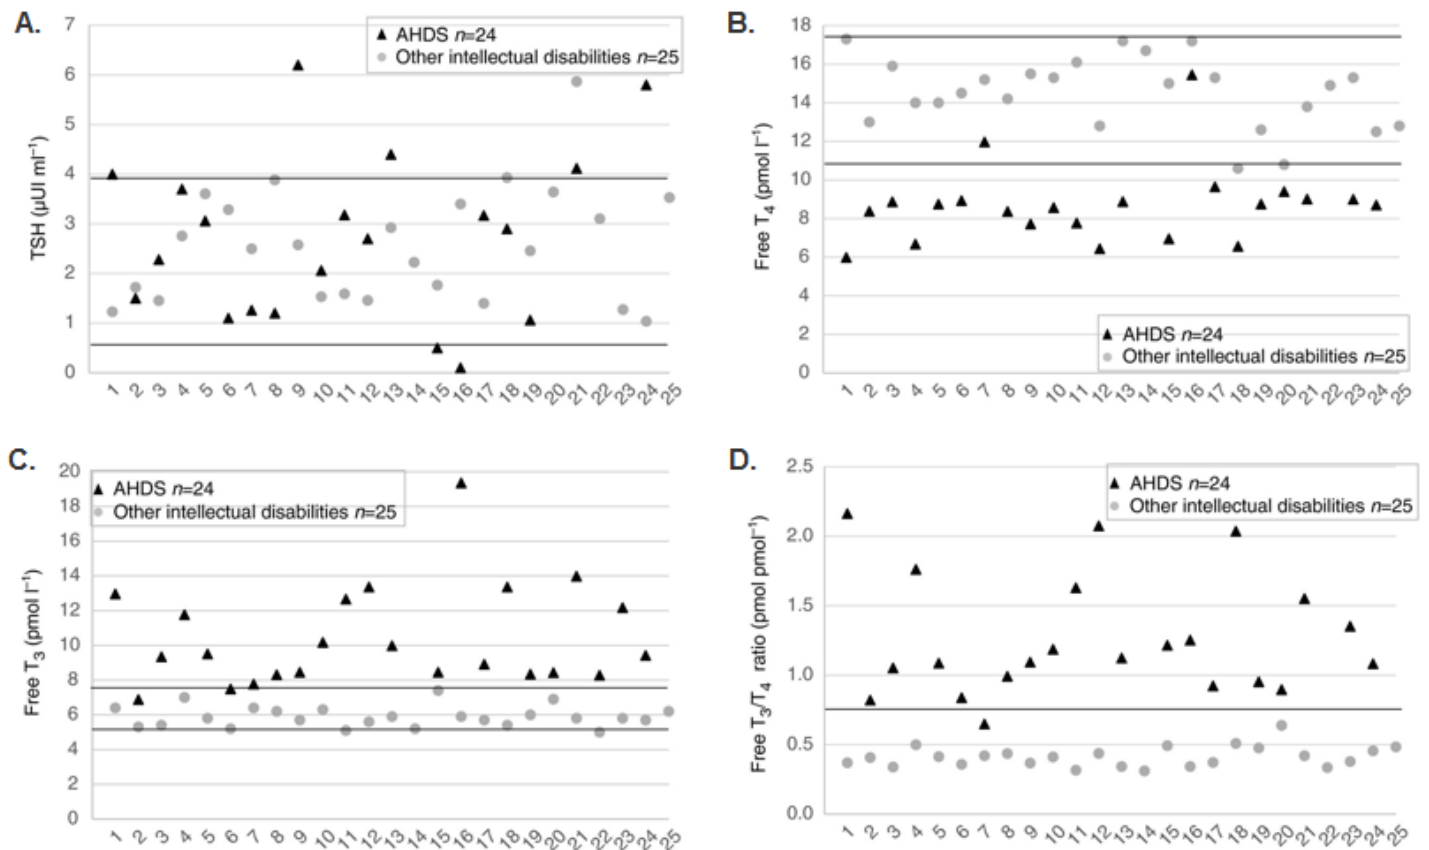 A.
TSH (µUI ml⁻¹)
7
6
5
4
3
2
1
0
AHDS n=24
Other intellectual disabilities n=25
1 2 3 4 5 6 7 8 9 10 11 12 13 14 15 16 17 18 19 20 21 22 23 24 25
B.
Free T₄ (pmol l⁻¹)
18
16
14
12
10
8
6
4
2
0
AHDS n=24
Other intellectual disabilities n=25
1 2 3 4 5 6 7 8 9 10 11 12 13 14 15 16 17 18 19 20 21 22 23 24 25
C.
Free T₃ (pmol l⁻¹)
20
18
16
14
12
10
8
6
4
2
0
AHDS n=24
Other intellectual disabilities n=25
1 2 3 4 5 6 7 8 9 10 11 12 13 14 15 16 17 18 19 20 21 22 23 24 25
D.
Free T₃/T₄ ratio (pmol pmol⁻¹)
2.5
2.0
1.5
1.0
0.5
0.0
AHDS n=24
Other intellectual disabilities n=25
1 2 3 4 5 6 7 8 9 10 11 12 13 14 15 16 17 18 19 20 21 22 23 24 25